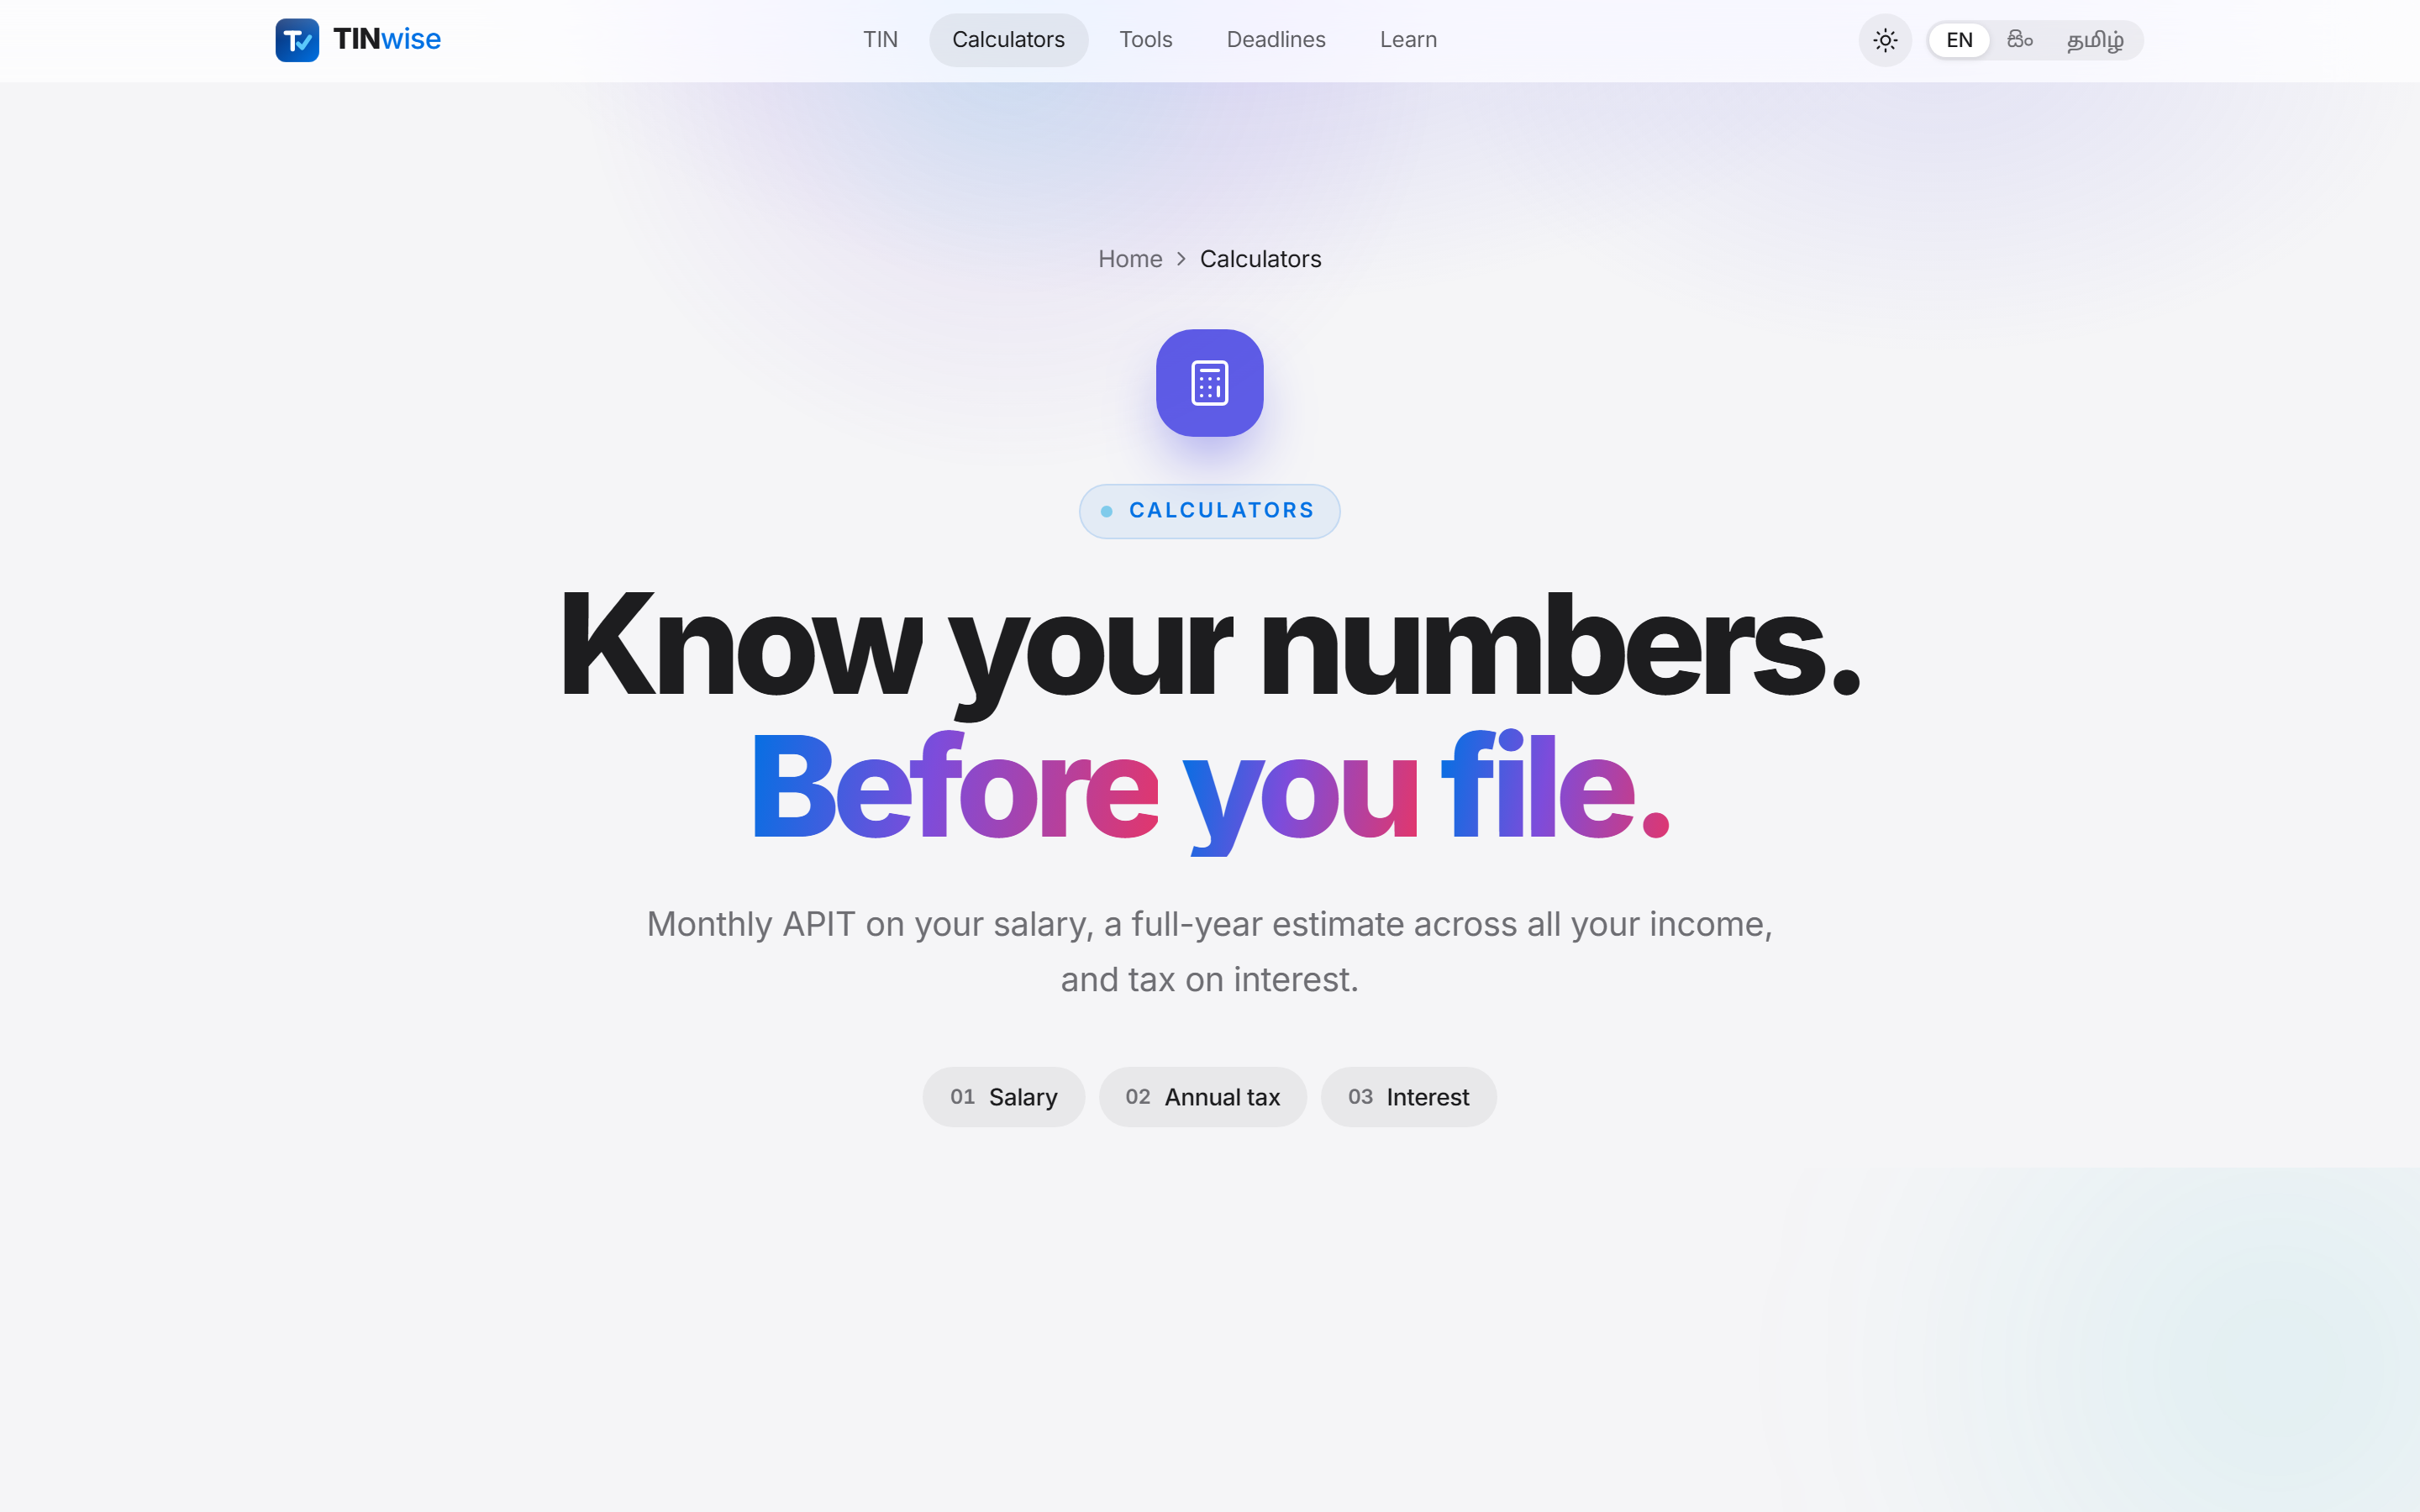 TINwise
TIN Calculators Tools Deadlines Learn
EN සිං தமிழ்
Home > Calculators
CALCULATORS
Know your numbers.
Before you file.
Monthly APIT on your salary, a full-year estimate across all your income,
and tax on interest.
01 Salary 02 Annual tax 03 Interest